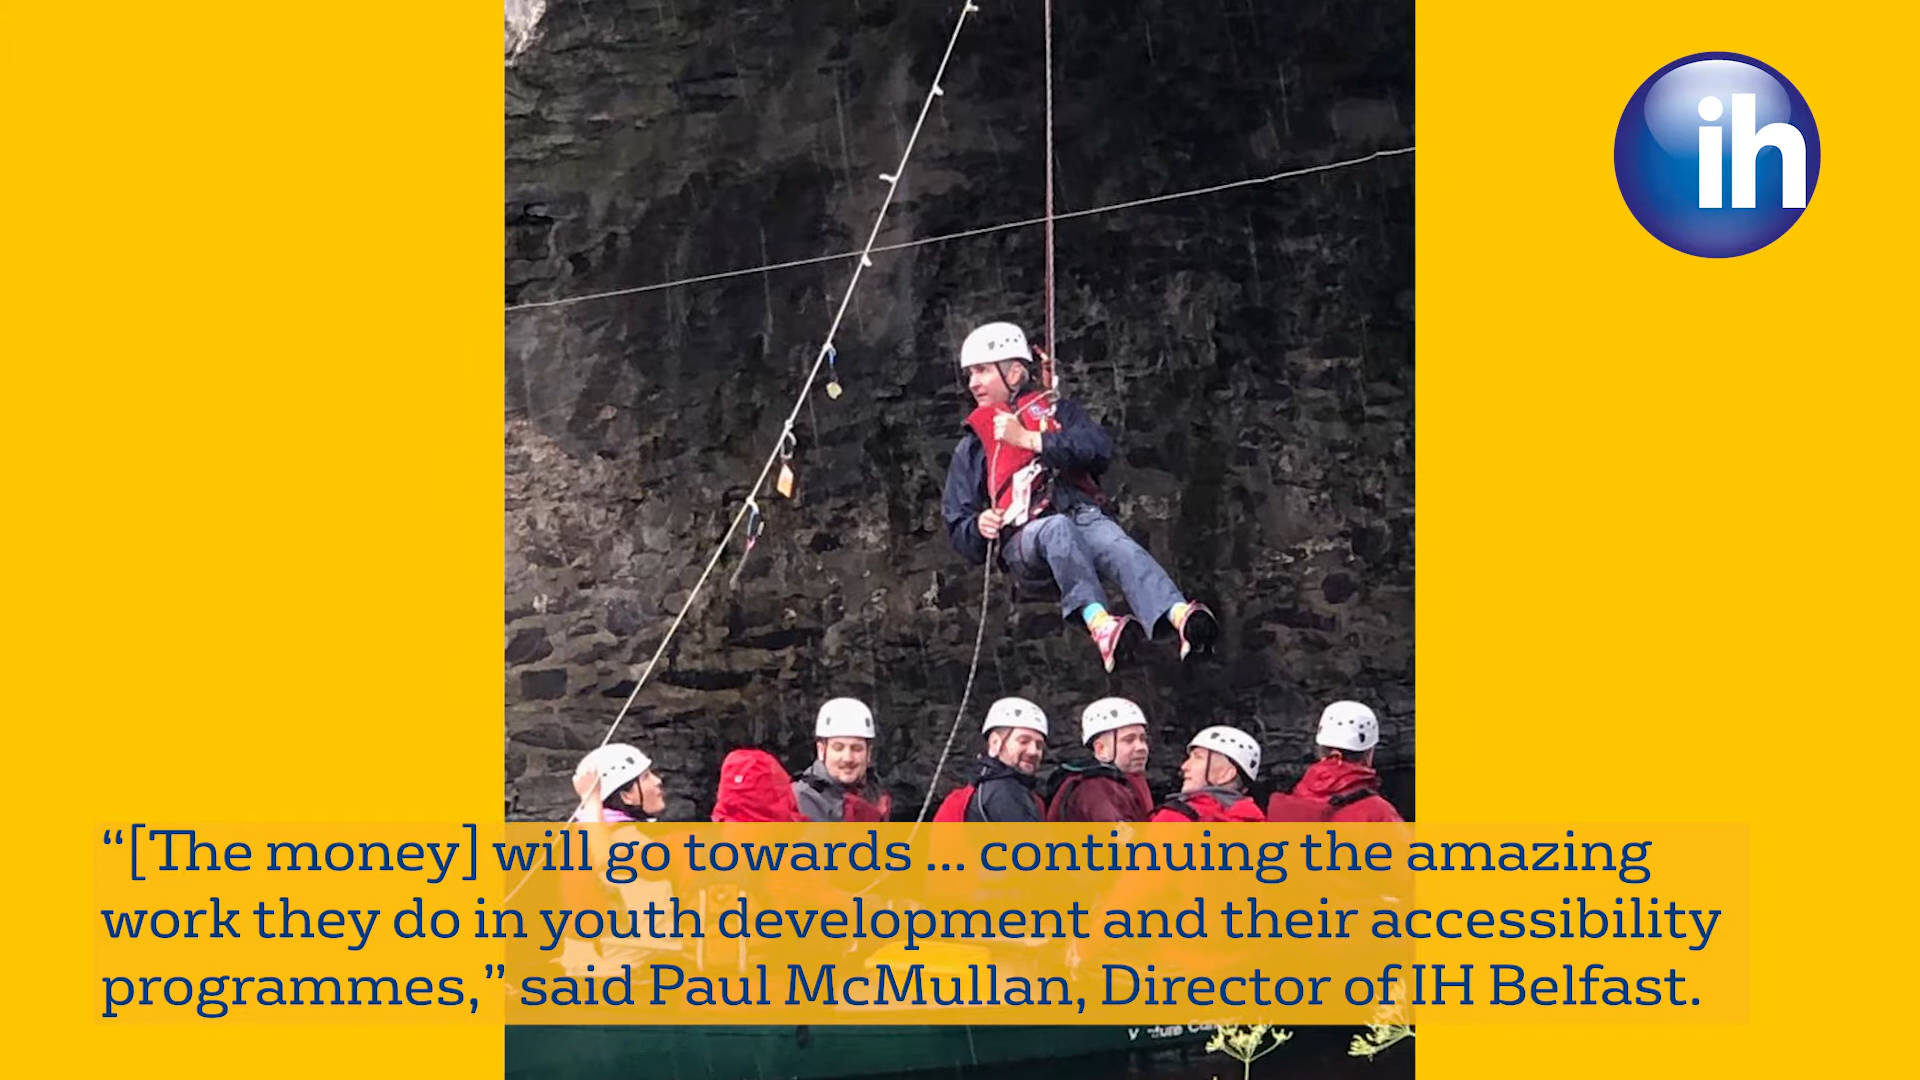 ih
“[The money] will go towards ... continuing the amazing
work they do in youth development and their accessibility
programmes,” said Paul McMullan, Director of IH Belfast.